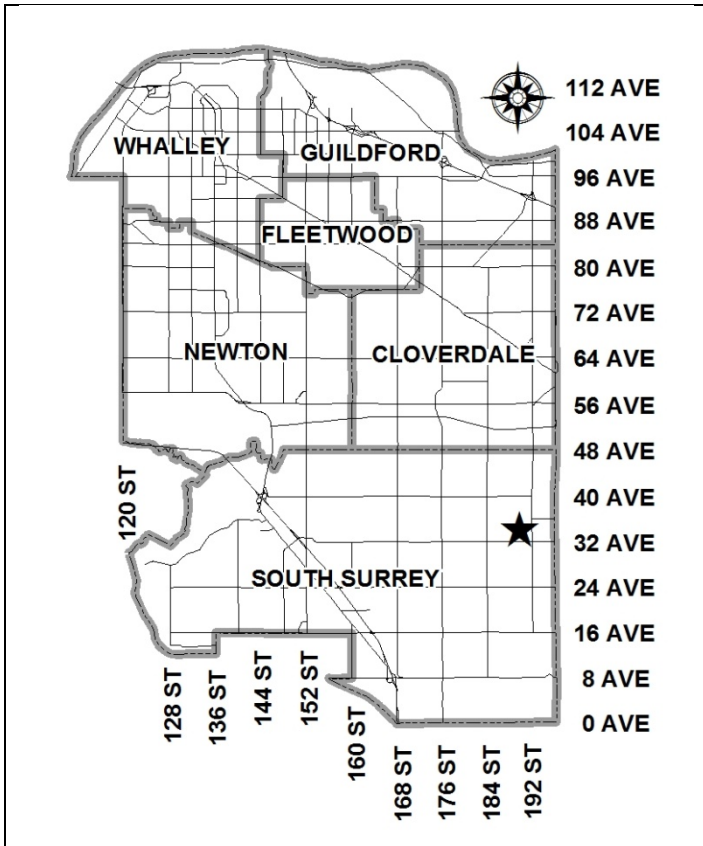 112 AVE
104 AVE
WHALLEY
GUILDFORD
96 AVE
88 AVE
FLEETWOOD
80 AVE
72 AVE
NEWTON
CLOVERDALE
64 AVE
56 AVE
48 AVE
120 ST
40 AVE
32 AVE
SOUTH SURREY
24 AVE
16 AVE
128 ST
136 ST
144 ST
152 ST
160 ST
8 AVE
0 AVE
168 ST
176 ST
184 ST
192 ST